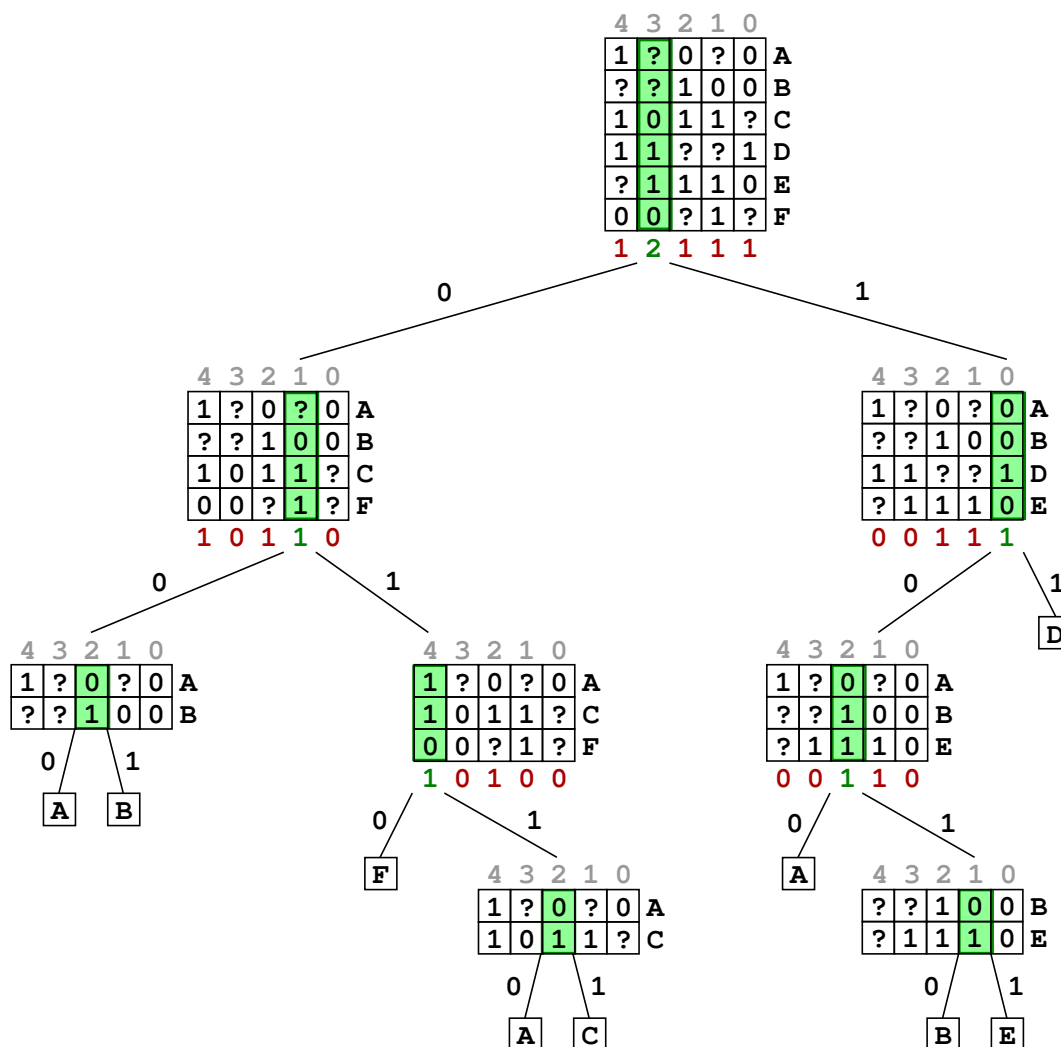 4 3 2 1 0
1 ? 0 ? 0 A
? ? 1 0 0 B
1 0 1 1 ? C
1 1 ? ? 1 D
? 1 1 1 0 E
0 0 ? 1 ? F
1 2 1 1 1
0 1
4 3 2 1 0
1 ? 0 ? 0 A
? ? 1 0 0 B
1 0 1 1 ? C
0 0 ? 1 ? F
1 0 1 1 0
4 3 2 1 0
1 ? 0 ? 0 A
? ? 1 0 0 B
1 1 ? ? 1 D
? 1 1 1 0 E
0 0 1 1 1
0 1
0 1
D
4 3 2 1 0
1 ? 0 ? 0 A
? ? 1 0 0 B
0 1
A B
4 3 2 1 0
1 ? 0 ? 0 A
1 0 1 1 ? C
0 0 ? 1 ? F
1 0 1 0 0
0 1
F
4 3 2 1 0
1 ? 0 ? 0 A
? ? 1 0 0 B
? 1 1 1 0 E
0 0 1 1 0
0 1
A
4 3 2 1 0
1 ? 0 ? 0 A
1 0 1 1 ? C
0 1
A C
4 3 2 1 0
? ? 1 0 0 B
? 1 1 1 0 E
0 1
B E